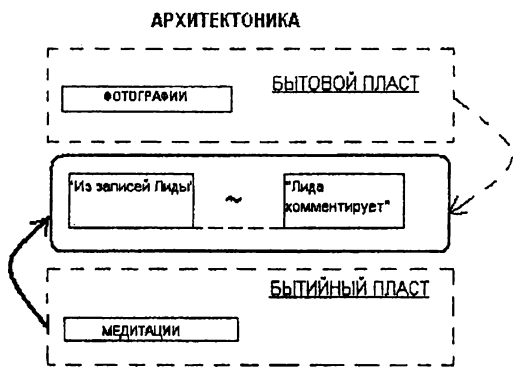 АРХИТЕКТОНИКА
БЫТОВОЙ ПЛАСТ
ФОТОГРАФИИ
"Из записей Лиды"
~
"Лида
комментирует"
БЫТИЙНЫЙ ПЛАСТ
МЕДИТАЦИИ